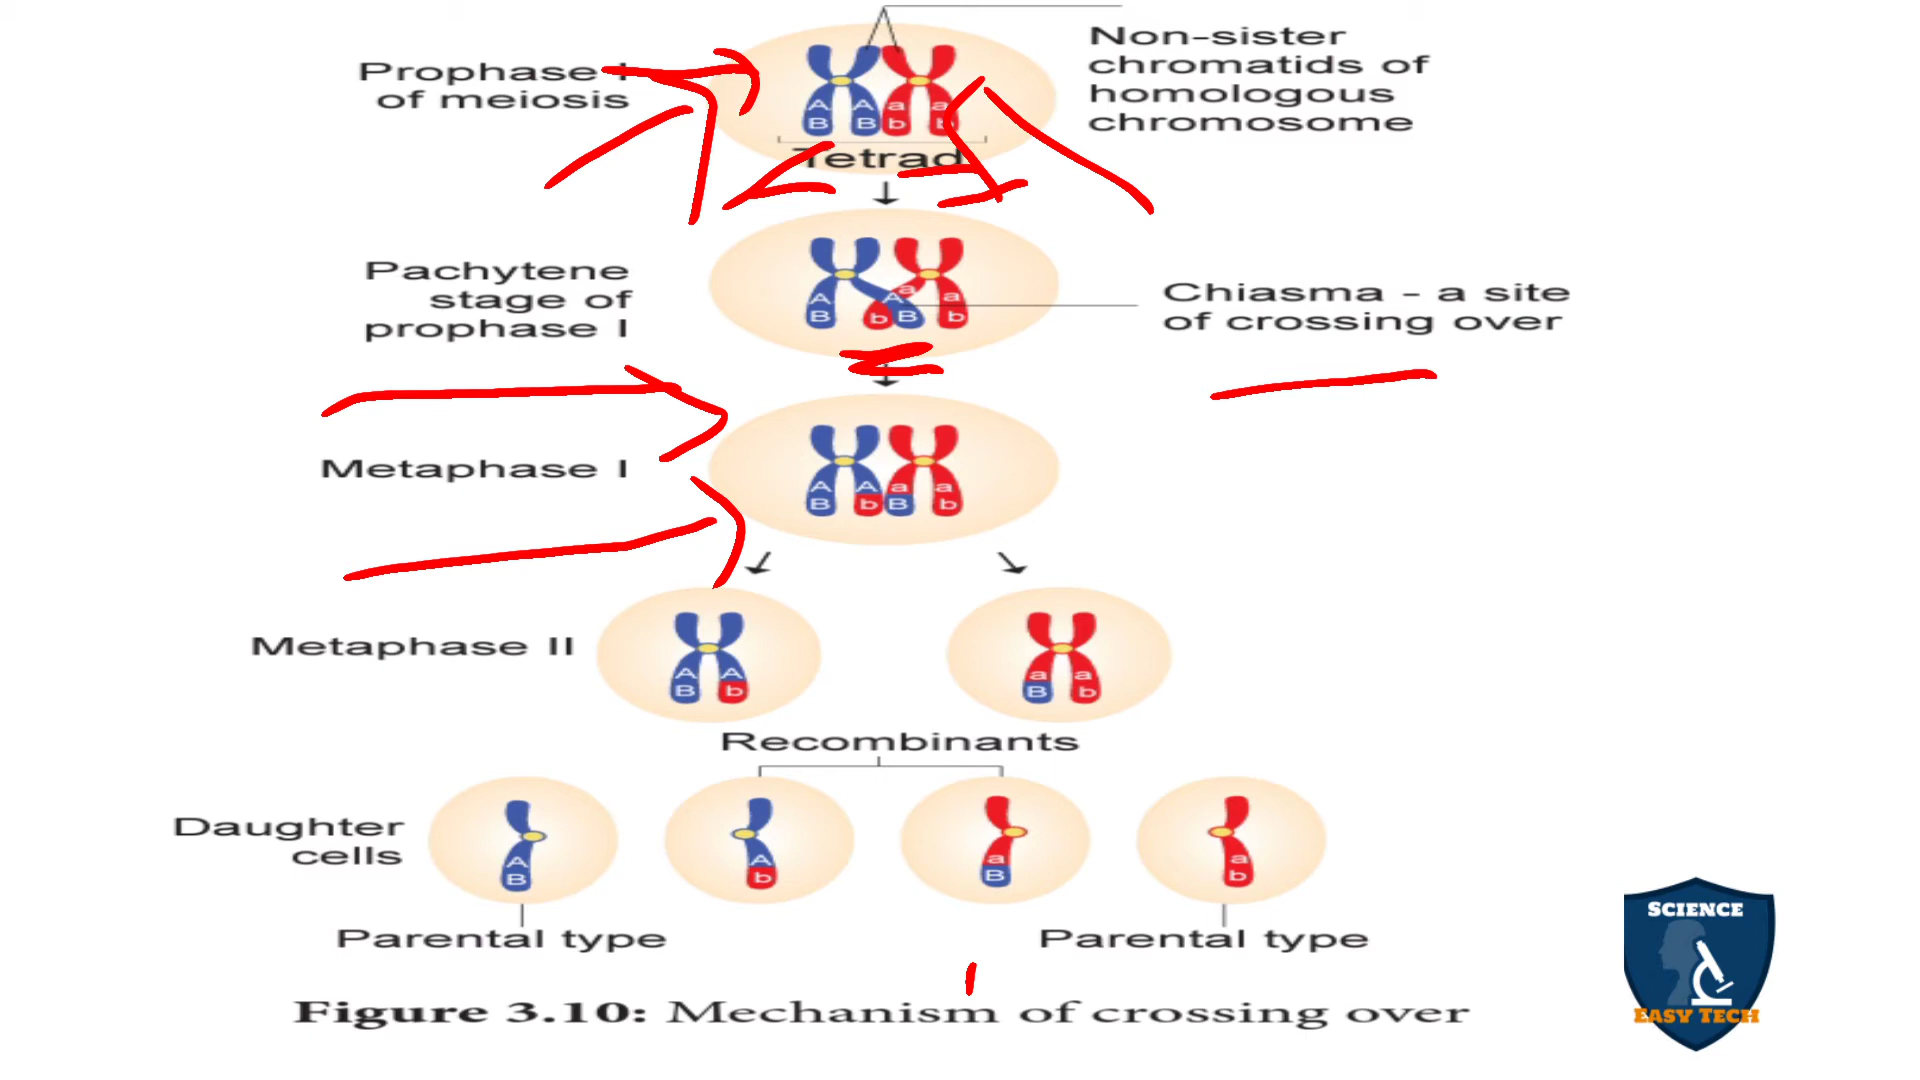 Prophase I
of meiosis
Non-sister
chromatids of
homologous
chromosome
A A a a
B B b b
Tetrad
Pachytene
stage of
prophase I
A A a a
B b B b
Chiasma - a site
of crossing over
Metaphase I
A A a a
B b B b
Metaphase II
A A
B b
a a
B b
Recombinants
Daughter
cells
A
B
A
b
a
B
a
b
Parental type
Parental type
Figure 3.10: Mechanism of crossing over
SCIENCE
EASY TECH